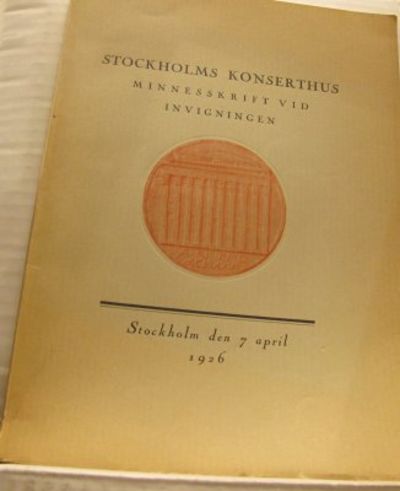 STOCKHOLMS KONSERTHUS
MINNESSKRIFT VID
INVIGNINGEN
Stockholm den 7 april
1926